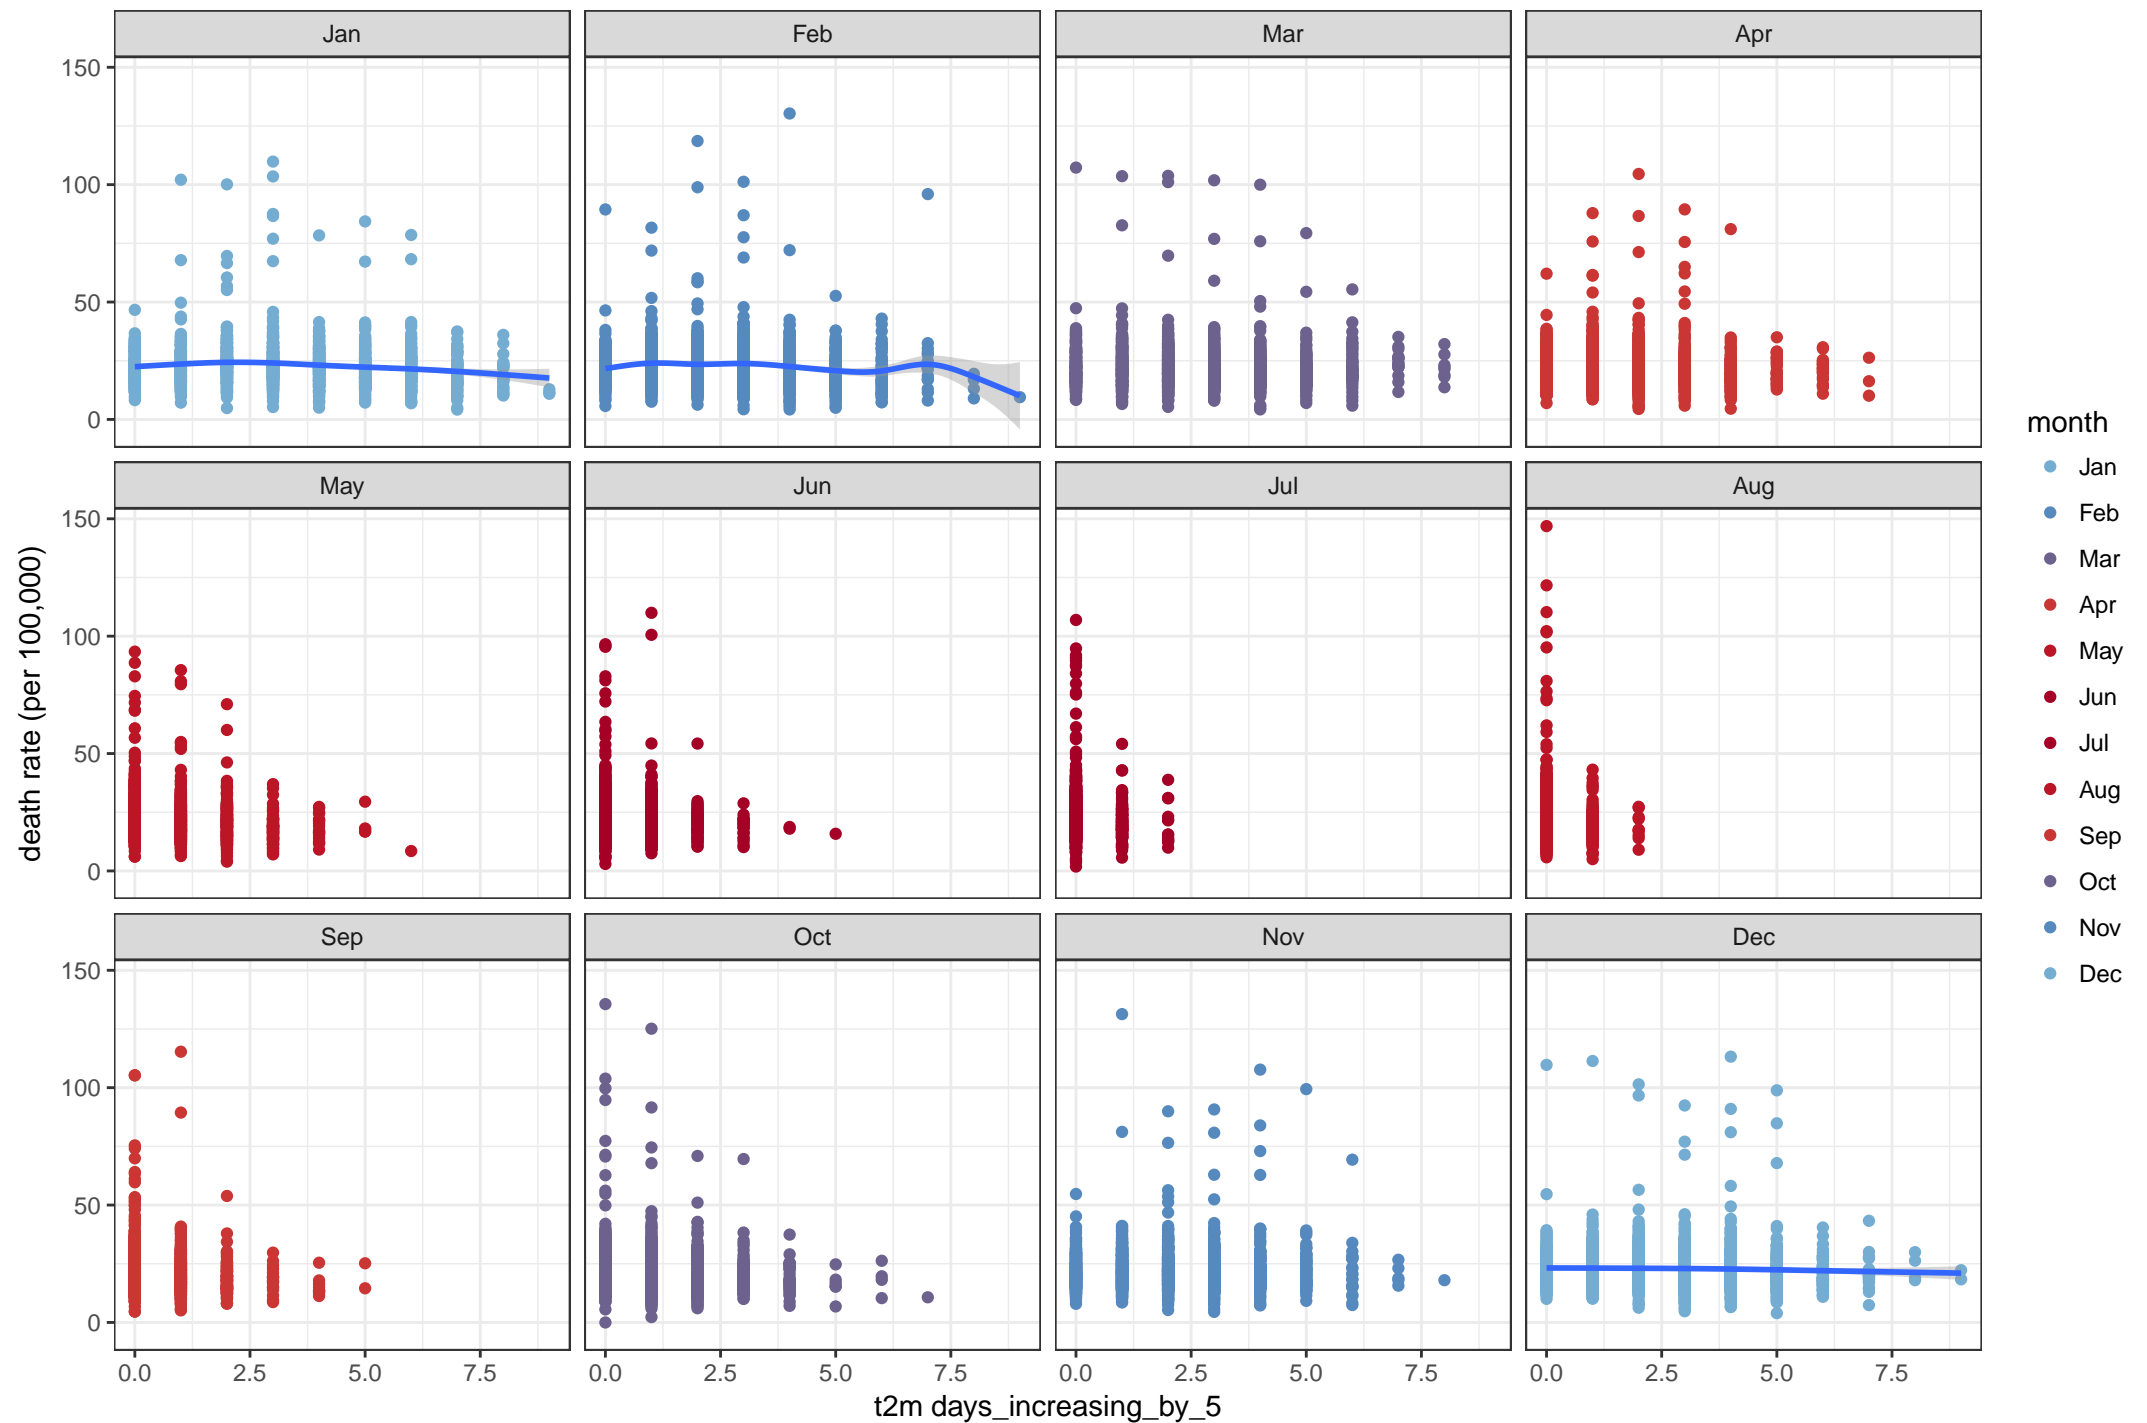 Jan Feb Mar Apr
150
100
50
0
May Jun Jul Aug
150
100
50
0
Sep Oct Nov Dec
150
100
50
0
0.0 2.5 5.0 7.5 0.0 2.5 5.0 7.5 0.0 2.5 5.0 7.5 0.0 2.5 5.0 7.5
t2m days_increasing_by_5
death rate (per 100,000)
month
Jan
Feb
Mar
Apr
May
Jun
Jul
Aug
Sep
Oct
Nov
Dec